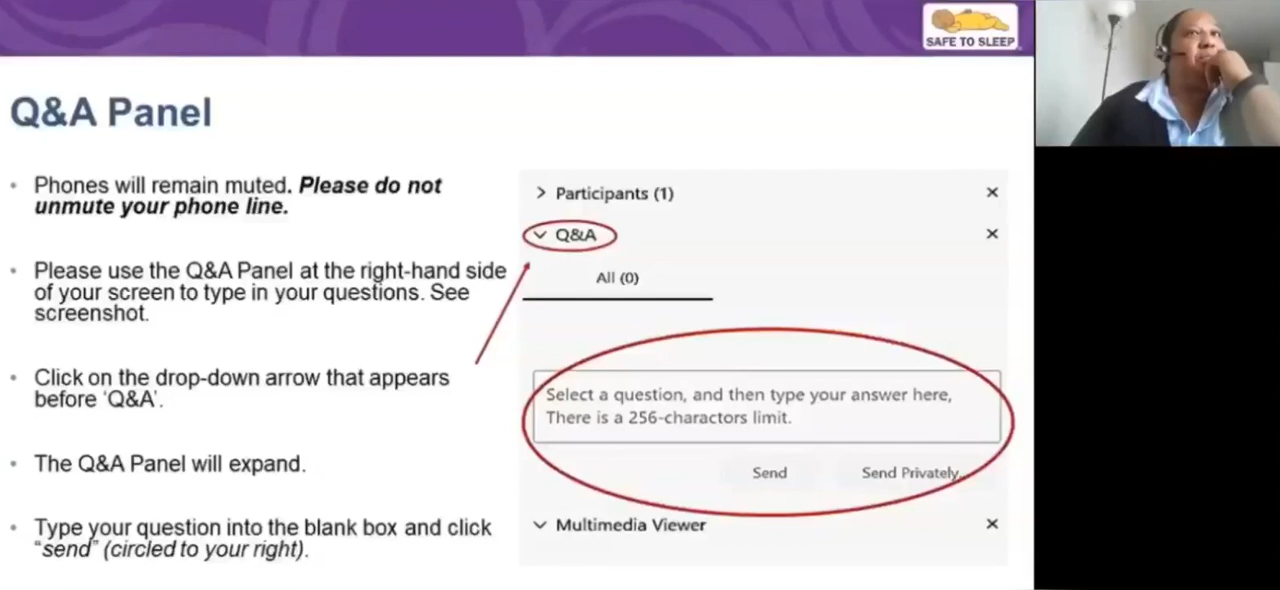 SAFE TO SLEEP
Q&A Panel
• Phones will remain muted. Please do not
unmute your phone line.
• Please use the Q&A Panel at the right-hand side
of your screen to type in your questions. See
screenshot.
• Click on the drop-down arrow that appears
before ‘Q&A’.
• The Q&A Panel will expand.
• Type your question into the blank box and click
“send” (circled to your right).
Participants (1)
Q&A
All (0)
Select a question, and then type your answer here,
There is a 256-charactors limit.
Send Send Privately...
Multimedia Viewer